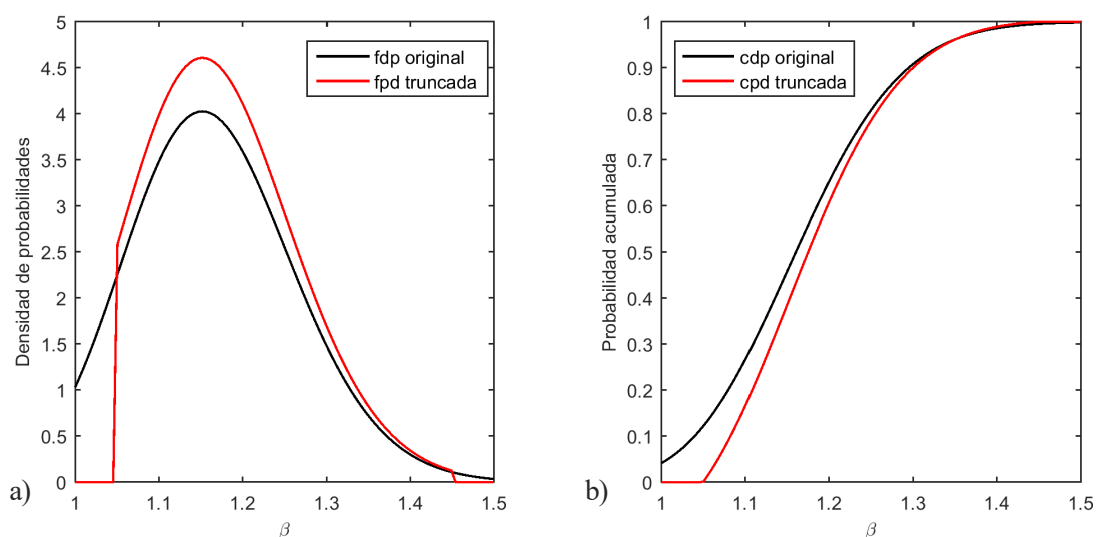 5
4.5
4
3.5
3
2.5
2
1.5
1
0.5
0
Densidad de probabilidades
fdp original
fpd truncada
1 1.1 1.2 1.3 1.4 1.5
β
a)
1
0.9
0.8
0.7
0.6
0.5
0.4
0.3
0.2
0.1
0
Probabilidad acumulada
cdp original
cpd truncada
1 1.1 1.2 1.3 1.4 1.5
β
b)